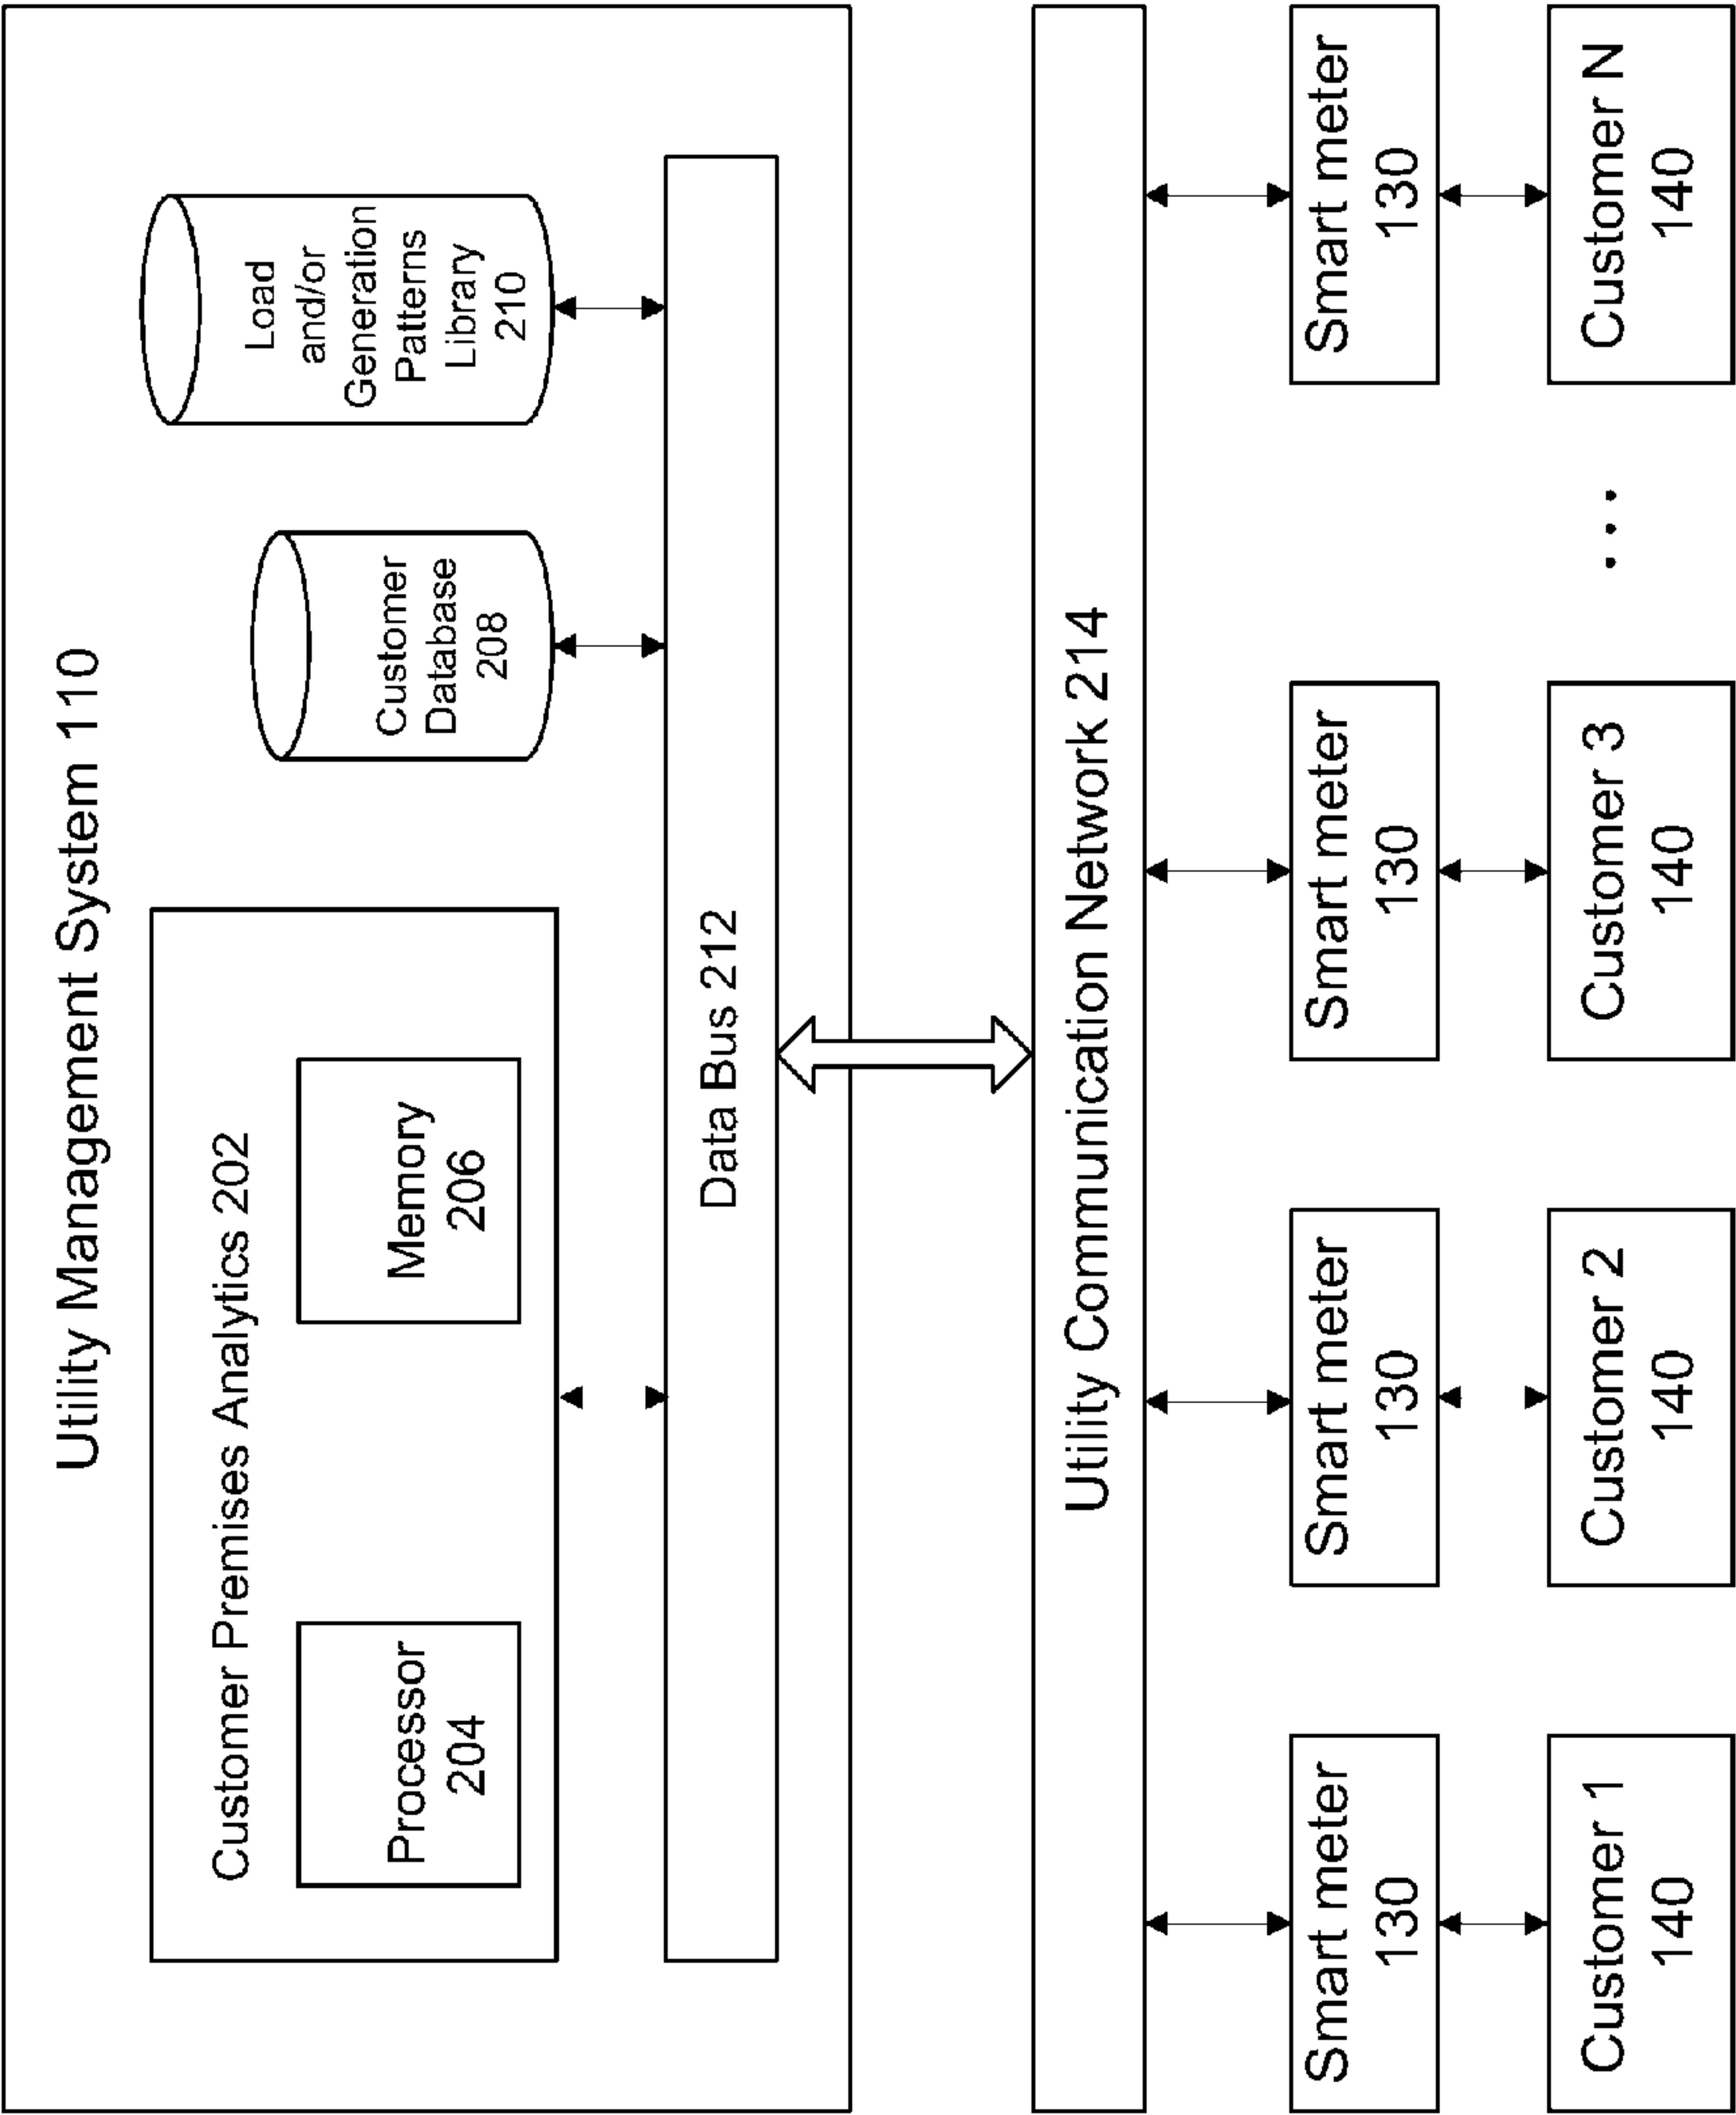 Utility Management System 110
Customer Premises Analytics 202
Processor
204
Memory
206
Customer
Database
208
Load
and/or
Generation
Patterns
Library
210
Data Bus 212
Utility Communication Network 214
Smart meter
130
Smart meter
130
Smart meter
130
Smart meter
130
Customer 1
140
Customer 2
140
Customer 3
140
...
Customer N
140